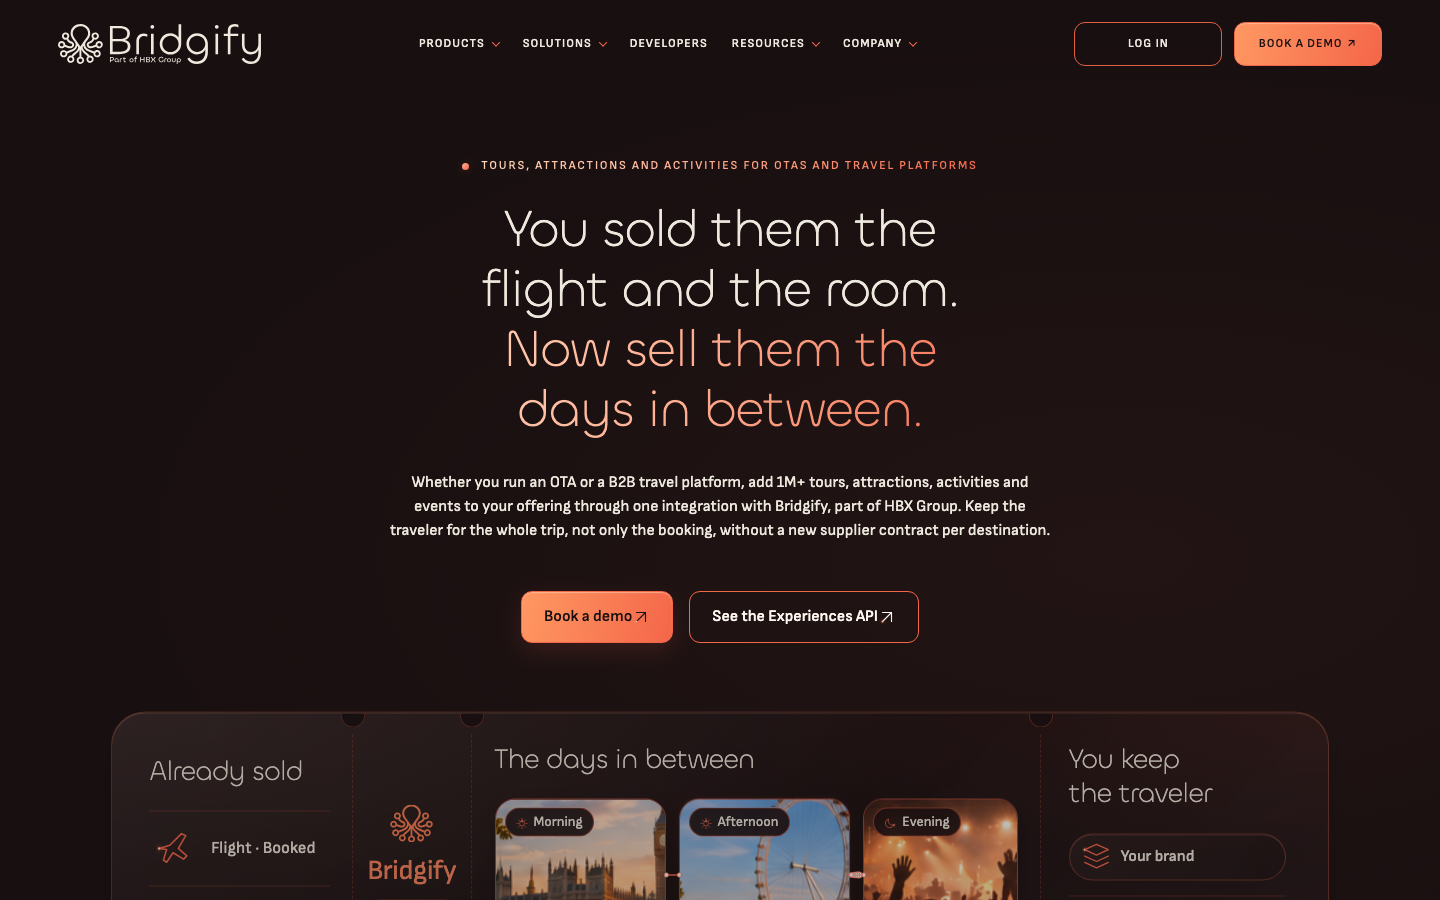 Bridgify
Part of HBX Group
PRODUCTS
SOLUTIONS
DEVELOPERS
RESOURCES
COMPANY
LOG IN
BOOK A DEMO
TOURS, ATTRACTIONS AND ACTIVITIES FOR OTAS AND TRAVEL PLATFORMS
You sold them the
flight and the room.
Now sell them the
days in between.
Whether you run an OTA or a B2B travel platform, add 1M+ tours, attractions, activities and
events to your offering through one integration with Bridgify, part of HBX Group. Keep the
traveler for the whole trip, not only the booking, without a new supplier contract per destination.
Book a demo
See the Experiences API
Already sold
Flight · Booked
Bridgify
The days in between
Morning
Afternoon
Evening
You keep
the traveler
Your brand